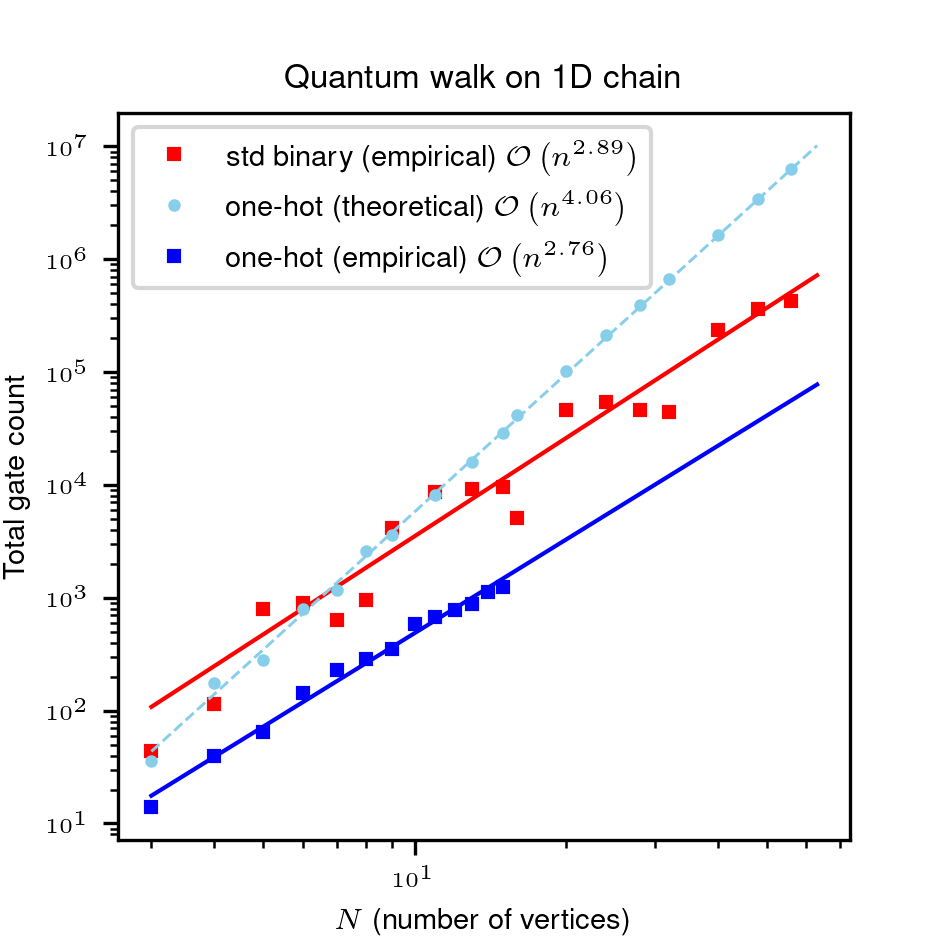 Quantum walk on 1D chain
std binary (empirical) 𝒪 (n^2.89)
one-hot (theoretical) 𝒪 (n^4.06)
one-hot (empirical) 𝒪 (n^2.76)
10^7
10^6
10^5
10^4
10^3
10^2
10^1
Total gate count
10^1
N (number of vertices)